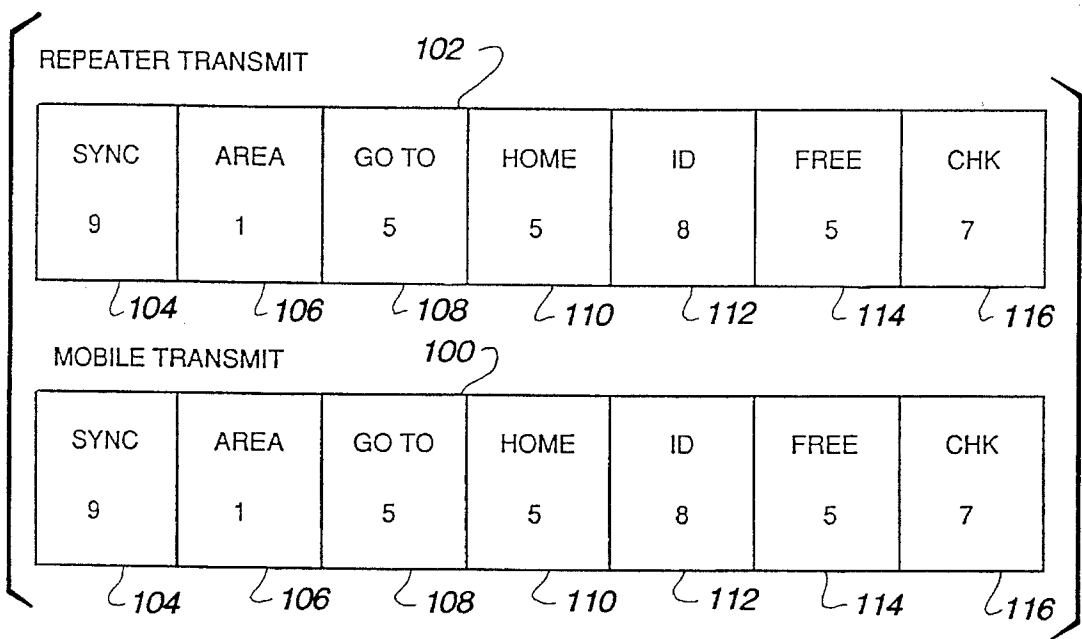 REPEATER TRANSMIT 102
SYNC AREA GO TO HOME ID FREE CHK
9 1 5 5 8 5 7
104 106 108 110 112 114 116
MOBILE TRANSMIT 100
SYNC AREA GO TO HOME ID FREE CHK
9 1 5 5 8 5 7
104 106 108 110 112 114 116